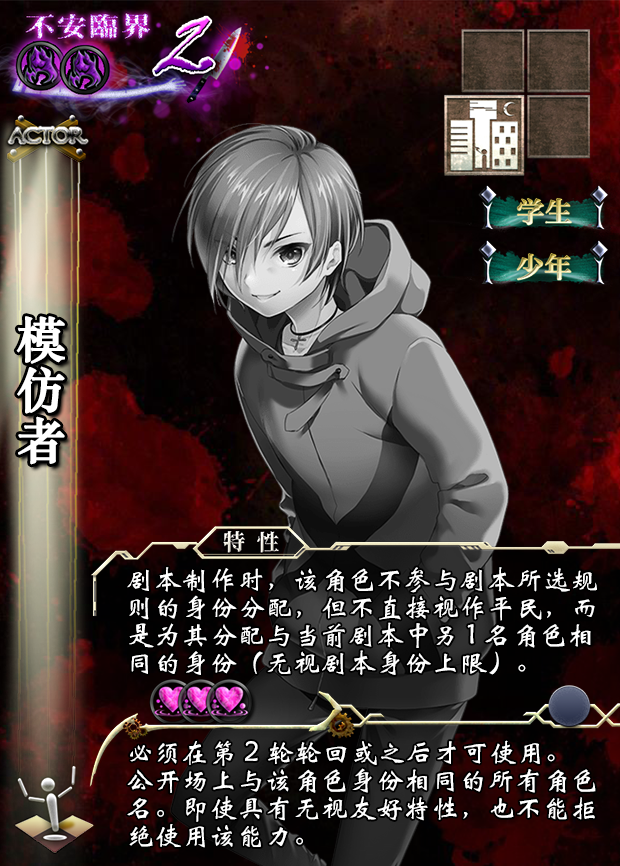 不安臨界
2
ACTOR
学生
少年
模仿者
特性
剧本制作时，该角色不参与剧本所选规
则的身份分配，但不直接视作平民，而
是为其分配与当前剧本中另1名角色相
同的身份（无视剧本身份上限）。
必须在第2轮轮回或之后才可使用。
公开场上与该角色身份相同的所有角色
名。即使具有无视友好特性，也不能拒
绝使用该能力。